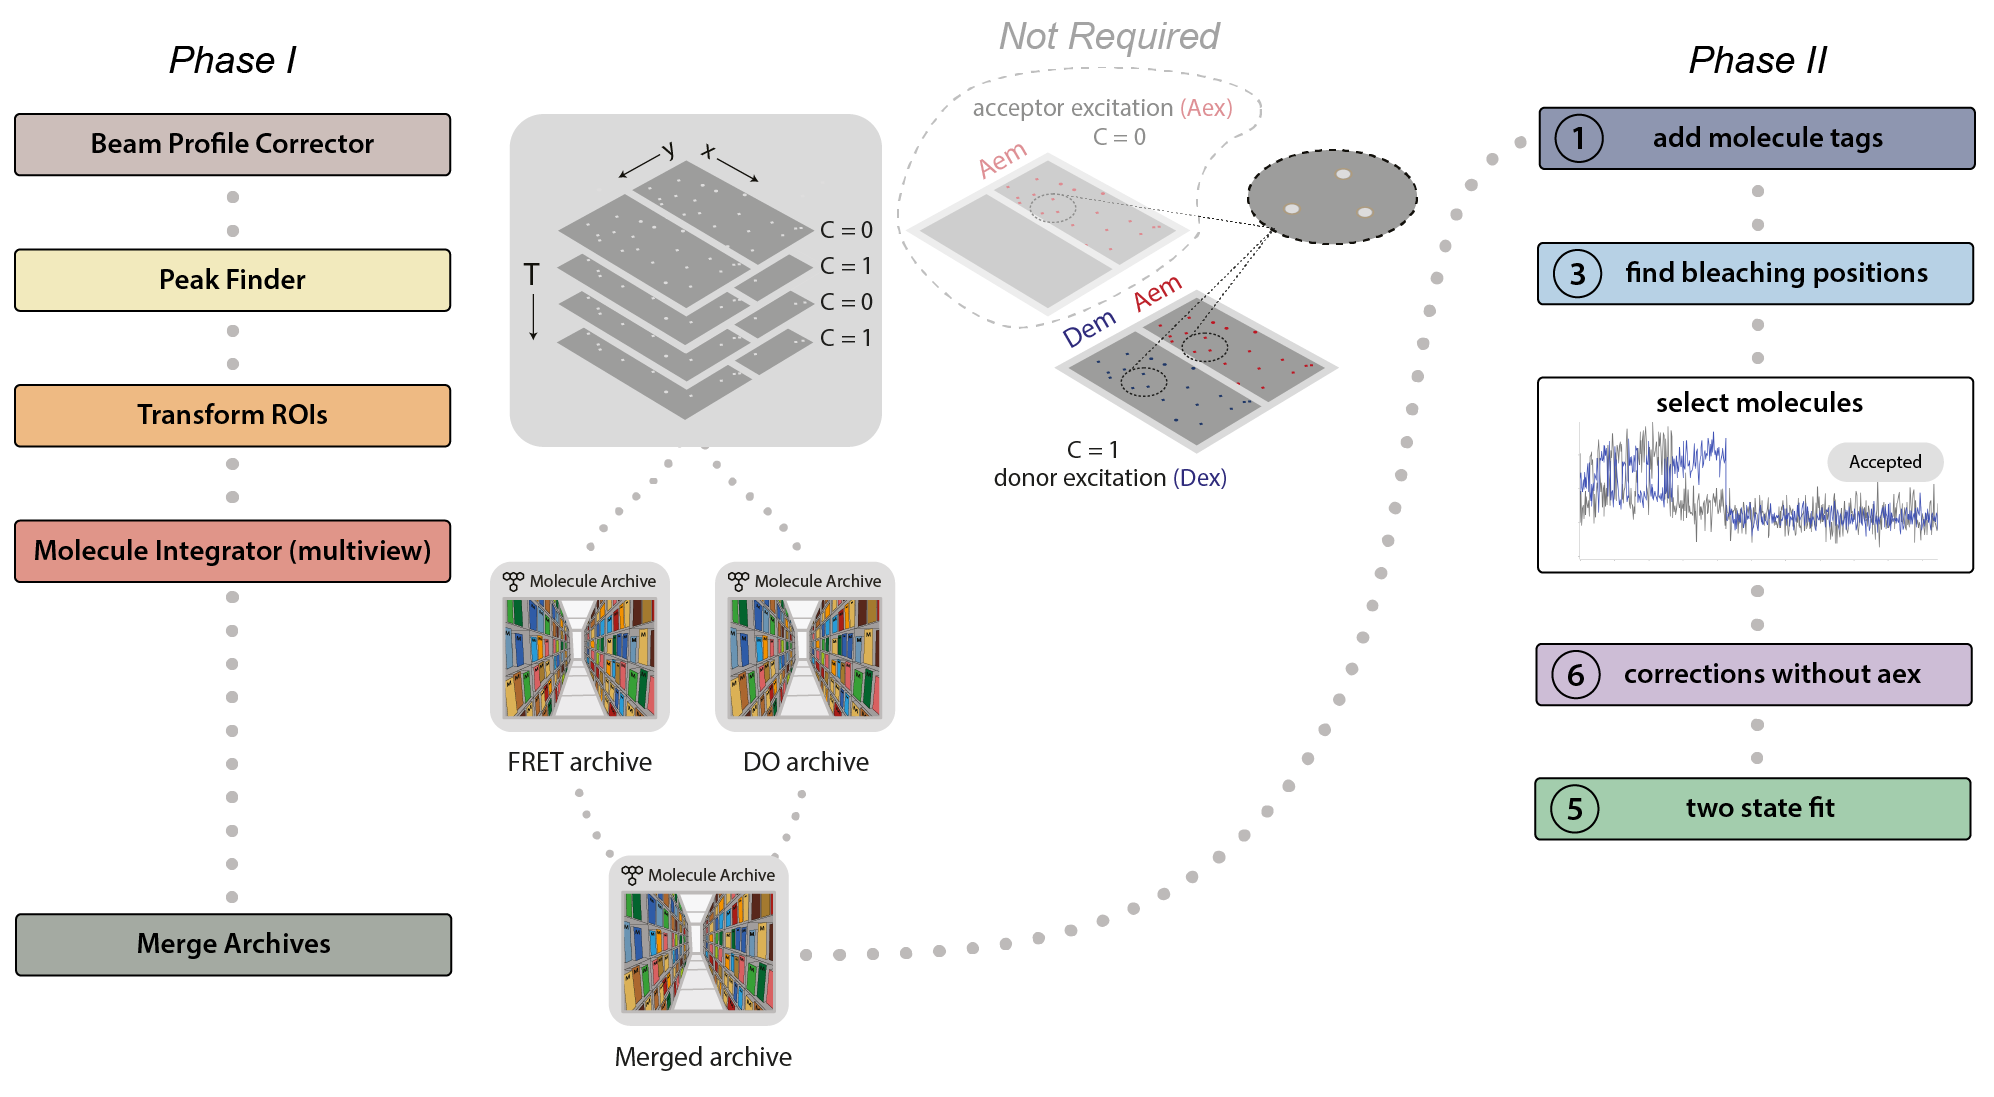 Phase I
Beam Profile Corrector
Peak Finder
Transform ROIs
Molecule Integrator (multiview)
Merge Archives
y
x
T
C = 0
C = 1
C = 0
C = 1
Not Required
acceptor excitation (Aex)
C = 0
Aem
Aem
Dem
C = 1
donor excitation (Dex)
Molecule Archive
FRET archive
Molecule Archive
DO archive
Molecule Archive
Merged archive
Phase II
1 add molecule tags
3 find bleaching positions
select molecules
Accepted
6 corrections without aex
5 two state fit